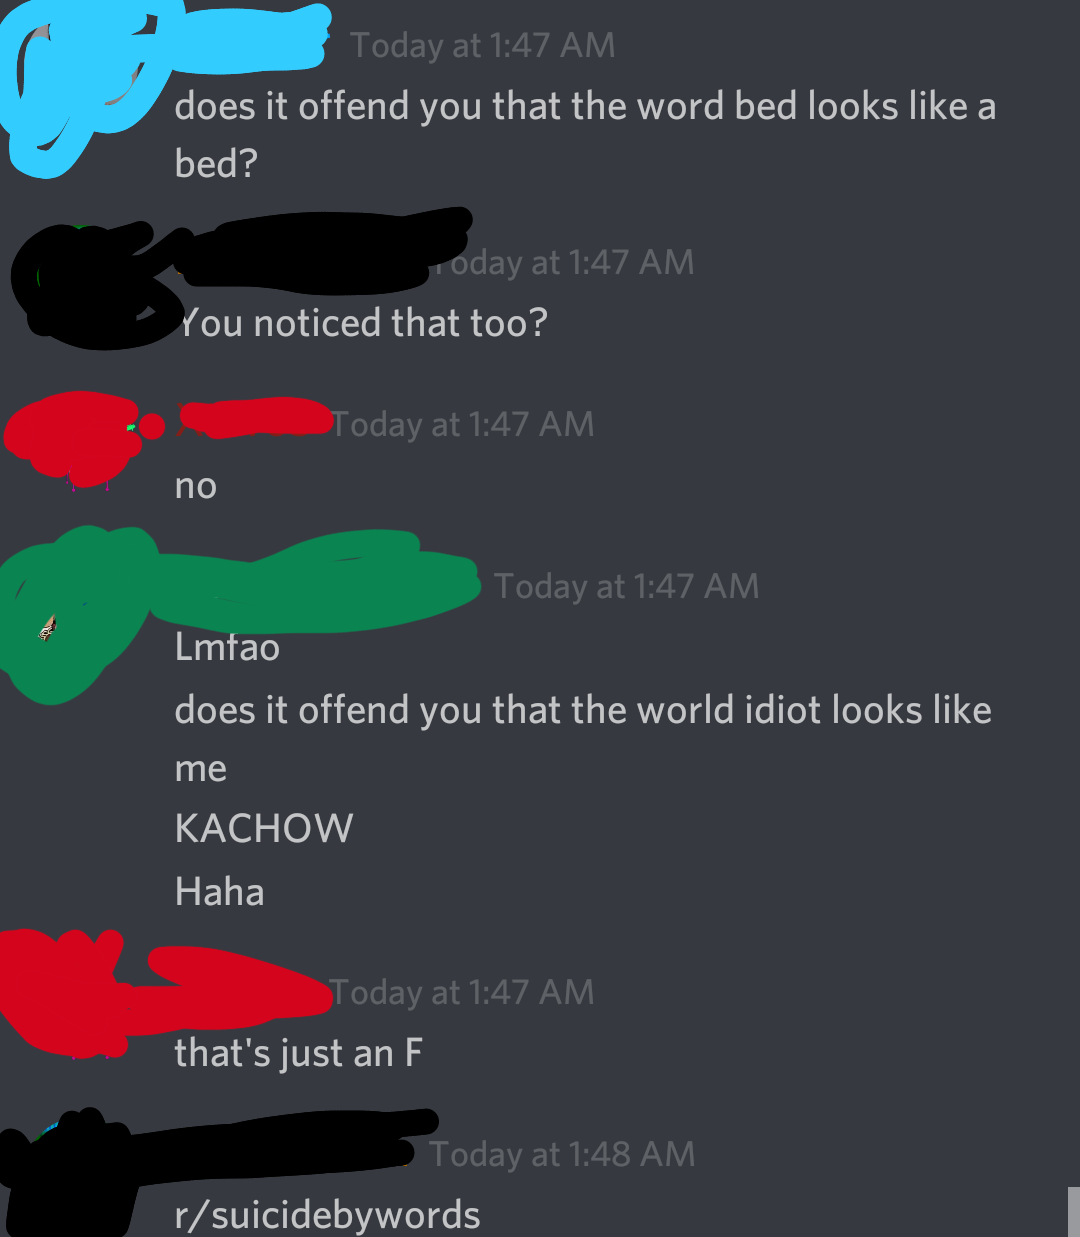 Today at 1:47 AM
does it offend you that the word bed looks like a
bed?
Today at 1:47 AM
You noticed that too?
Today at 1:47 AM
no
Today at 1:47 AM
Lmfao
does it offend you that the world idiot looks like
me
KACHOW
Haha
Today at 1:47 AM
that's just an F
Today at 1:48 AM
r/suicidebywords